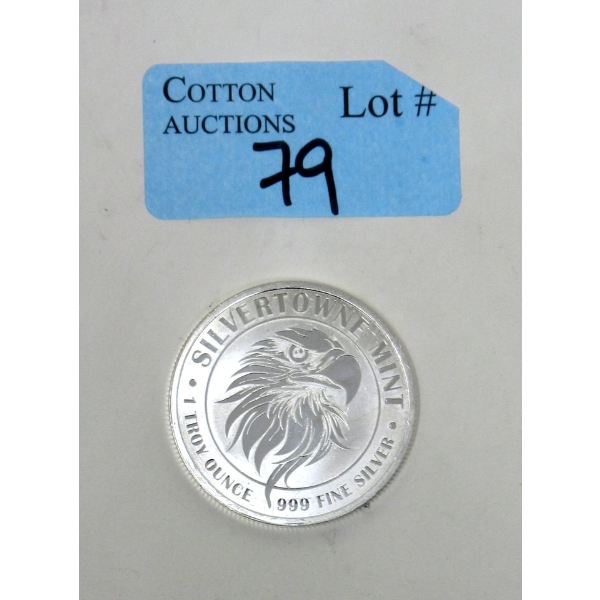 COTTON
AUCTIONS
Lot #
79
SILVERTOWNE MINT
1 TROY OUNCE 999 FINE SILVER